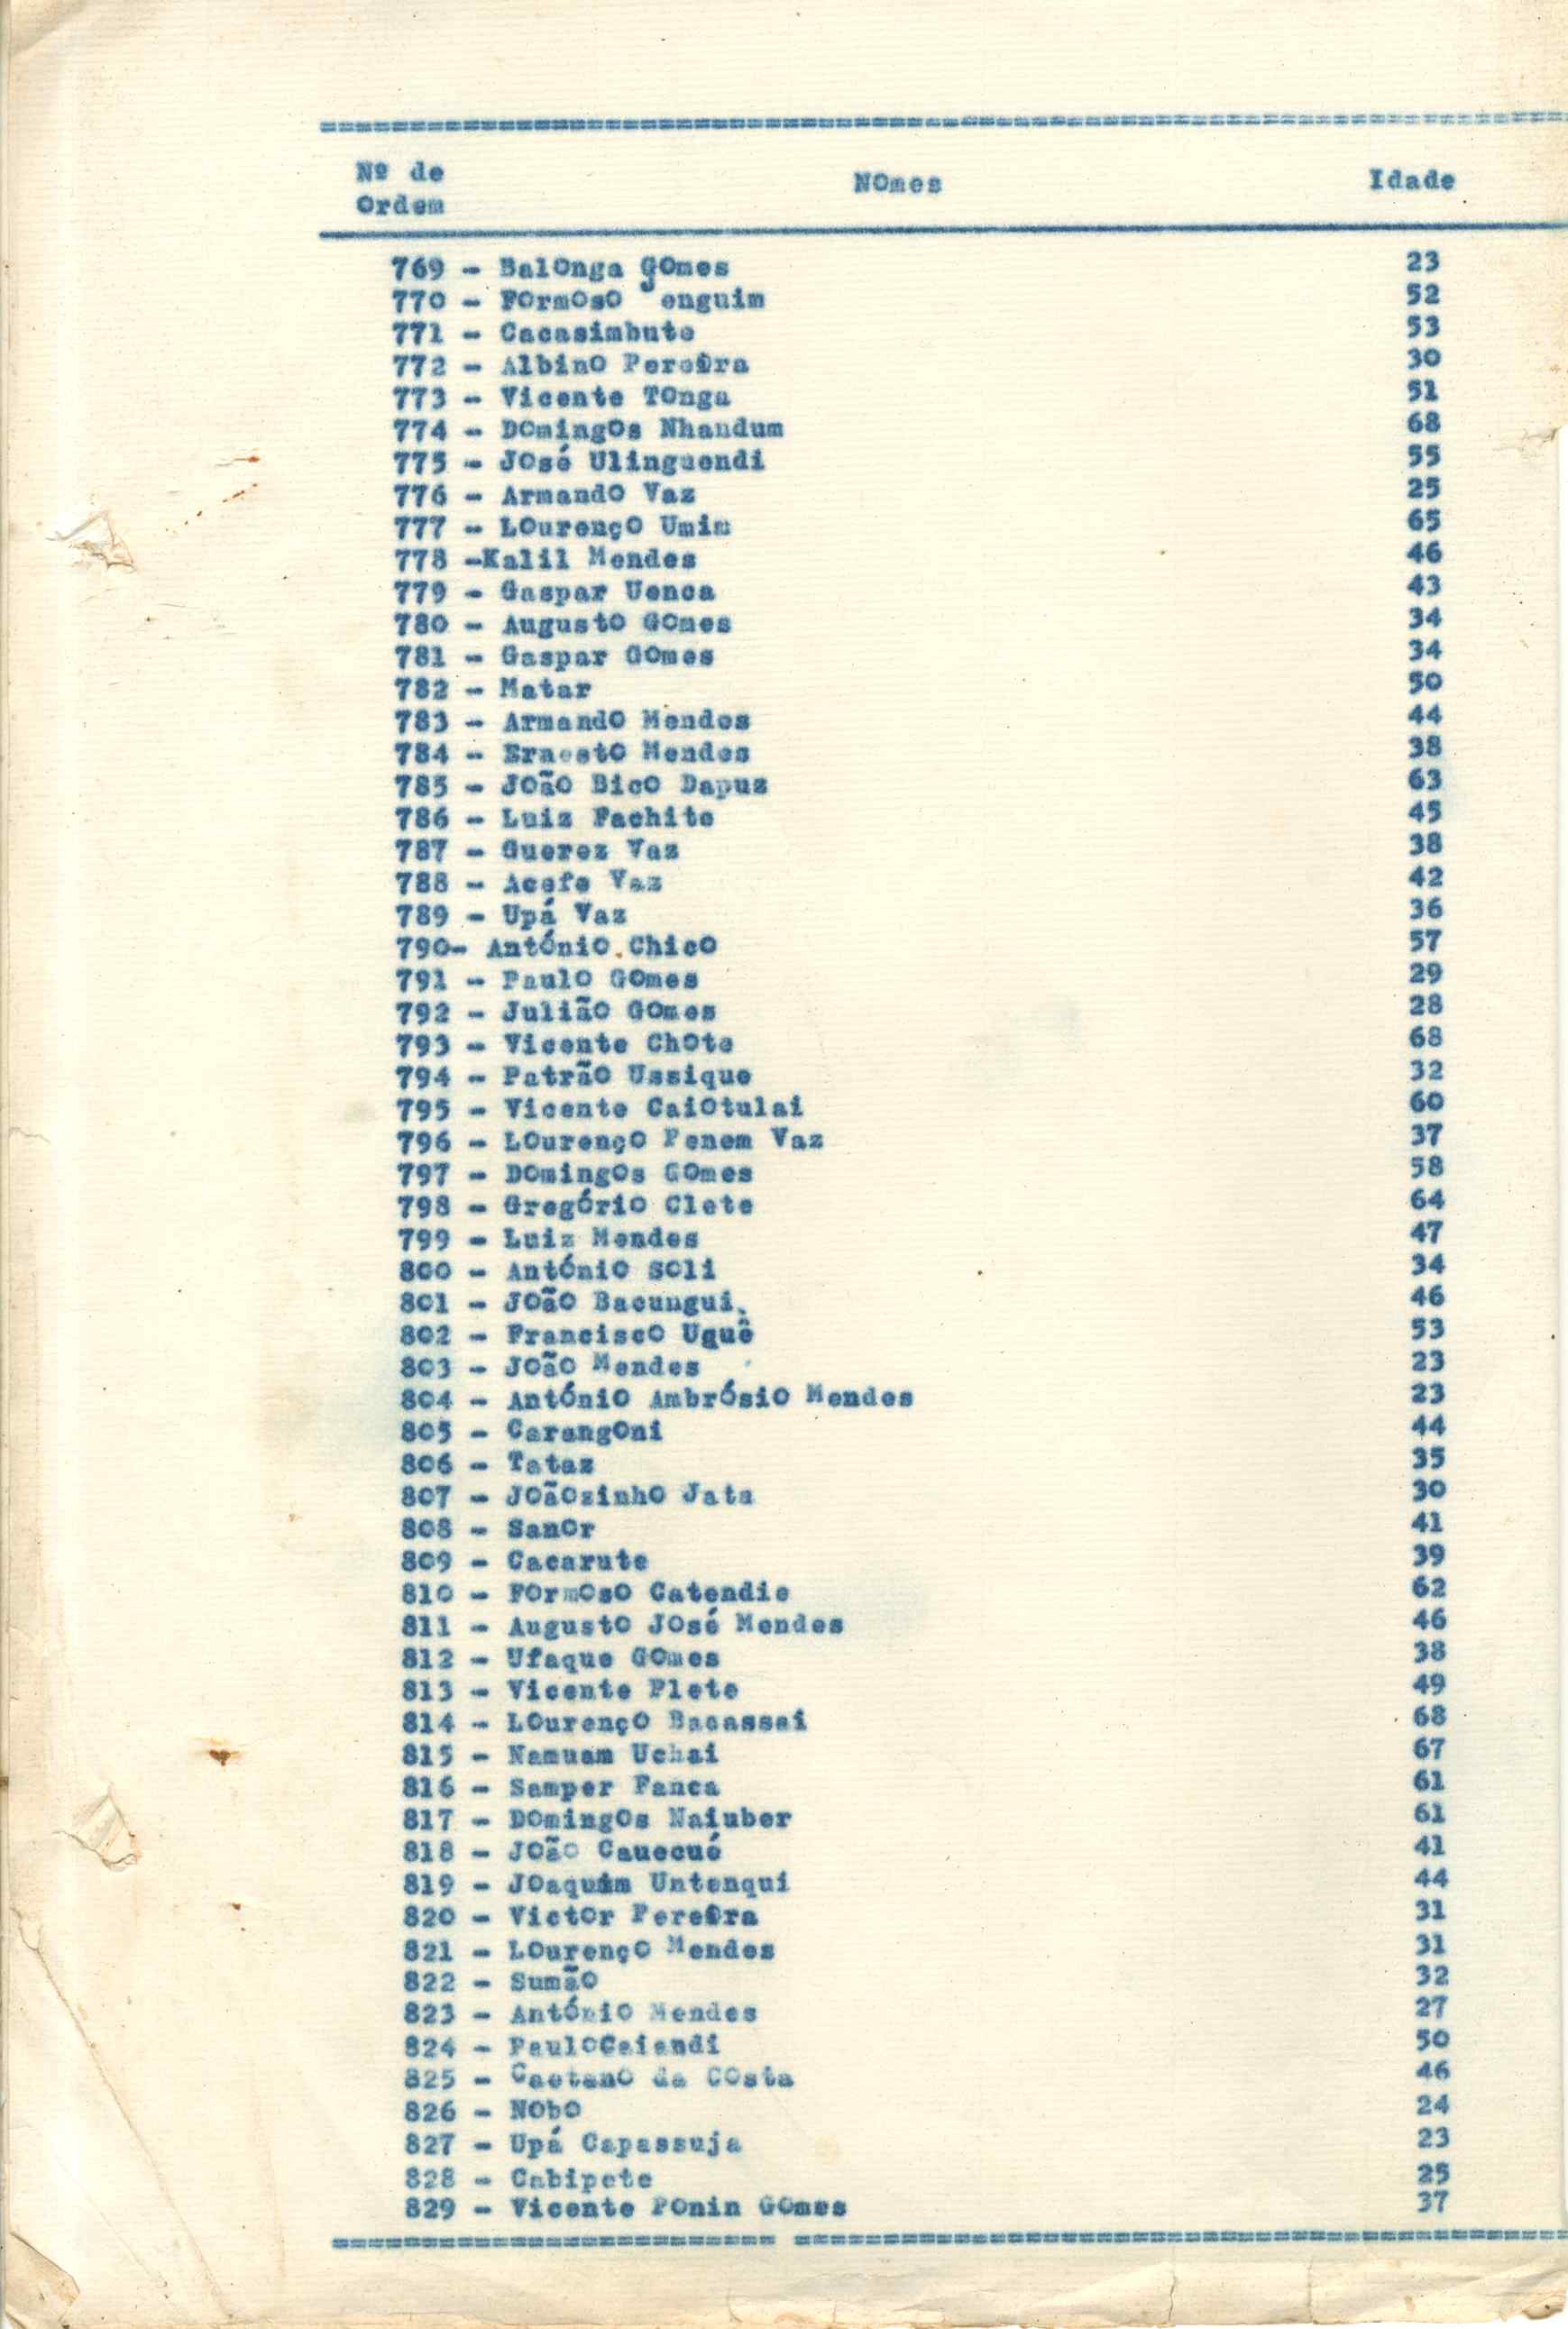 Nº de Nomes Idade
Ordem
769 - Balonga Gomes 23
770 - Formoso Jenguim 52
771 - Cacasimbute 53
772 - Albino Pereira 30
773 - Vicente Tonga 51
774 - Domingos Nhandum 68
775 - José Ulinguendi 55
776 - Armando Vaz 25
777 - Lourenço Umim 65
778 -Kalil Mendes 46
779 - Gaspar Uenca 43
780 - Augusto Gomes 34
781 - Gaspar Gomes 34
782 - Matar 50
783 - Armando Mendes 44
784 - Ernesto Mendes 38
785 - João Bico Dapuz 63
786 - Luiz Fachite 45
787 - Guerez Vaz 38
788 - Acefe Vaz 42
789 - Upá Vaz 36
790- António Chico 57
791 - Paulo Gomes 29
792 - Julião Gomes 28
793 - Vicente Chote 68
794 - Patrão Ussique 32
795 - Vicente Caiotulai 60
796 - Lourenço Penem Vaz 37
797 - Domingos Gomes 58
798 - Gregório Clete 64
799 - Luiz Mendes 47
800 - António Soli 34
801 - João Bacungui. 46
802 - Francisco Uguê 53
803 - João Mendes 23
804 - António Ambrósio Mendes 23
805 - Carangoni 44
806 - Tataz 35
807 - Joãozinho Jata 30
808 - Sanor 41
809 - Cacarute 39
810 - Formoso Catendie 62
811 - Augusto José Mendes 46
812 - Ufaque Gomes 38
813 - Vicente Plete 49
814 - Lourenço Bacassai 68
815 - Namuam Uchai 67
816 - Samper Fanca 61
817 - Domingos Naiuber 61
818 - João Cauecué 41
819 - Joaquim Untenqui 44
820 - Victor Pereira 31
821 - Lourenço Mendes 31
822 - Sumão 32
823 - António Mendes 27
824 - PauloCaiandi 50
825 - Caetano da Costa 46
826 - Nobo 24
827 - Upá Capassuja 23
828 - Cabipete 25
829 - Vicente Ponin Gomes 37